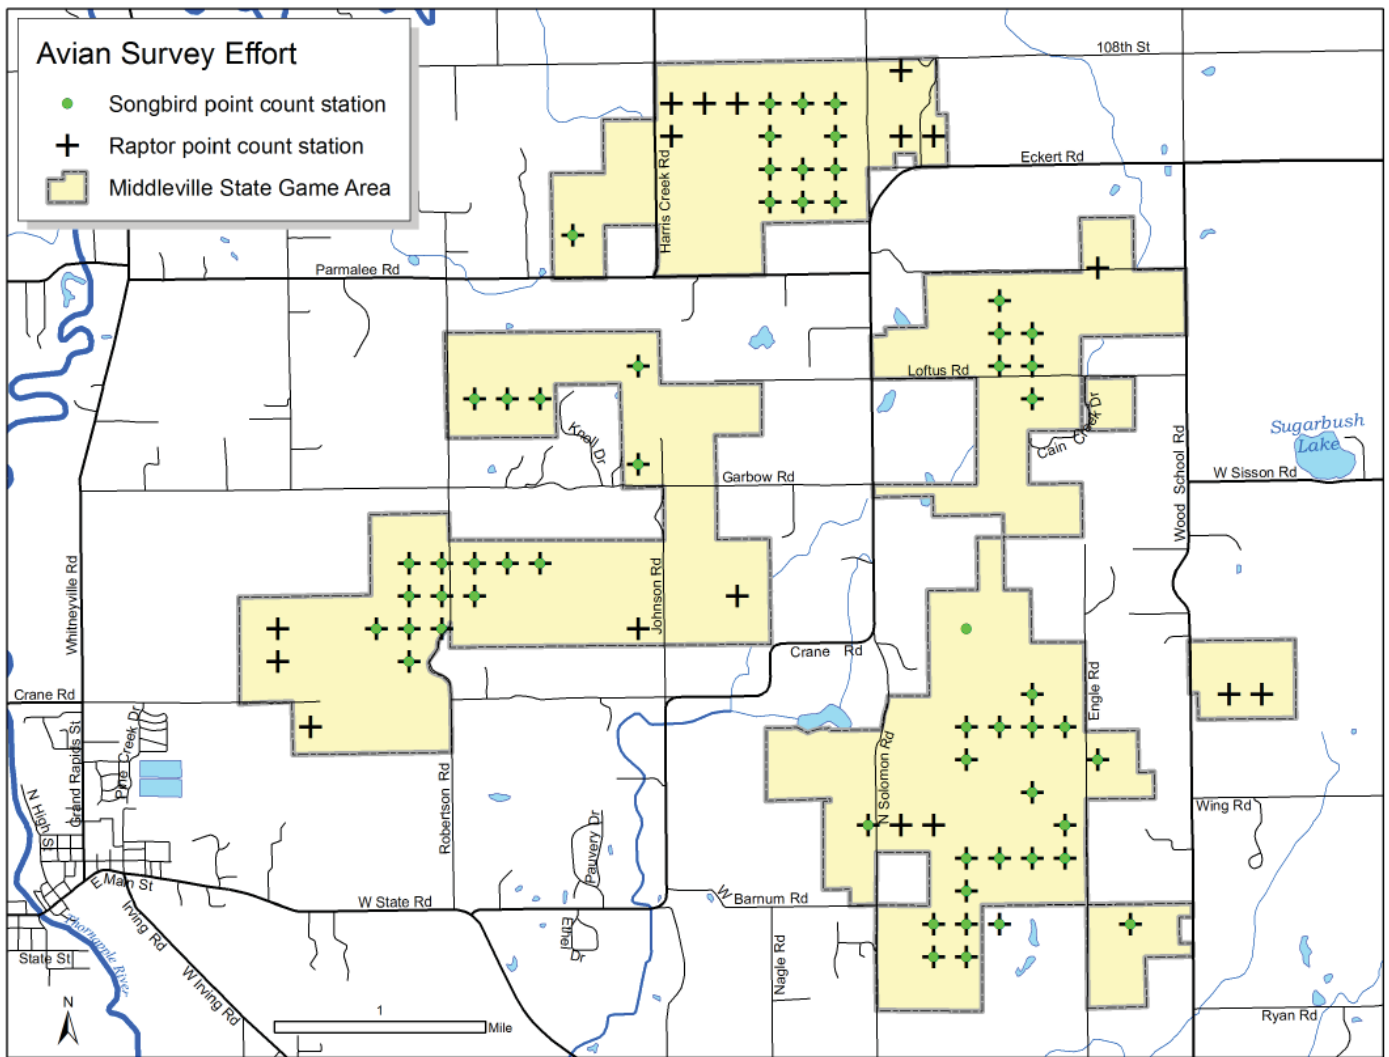 Avian Survey Effort
Songbird point count station
Raptor point count station
Middleville State Game Area
108th St
Eckert Rd
Harris Creek Rd
Parmalee Rd
Loftus Rd
Cain Creek Dr
Knoll Dr
Garbow Rd
Sugarbush
Lake
W Sisson Rd
Wood School Rd
Whitneyville Rd
Johnson Rd
Crane Rd
Crane Rd
Engle Rd
Grand Rapids St
Pine Creek Dr
N Solomon Rd
Robertson Rd
N High St
Wing Rd
Pauvery Dr
E Main St
W State Rd
W Barnum Rd
Irving Rd
Ethel Dr
Thornapple River
State St
W Irving Rd
Nagle Rd
N
1
Mile
Ryan Rd